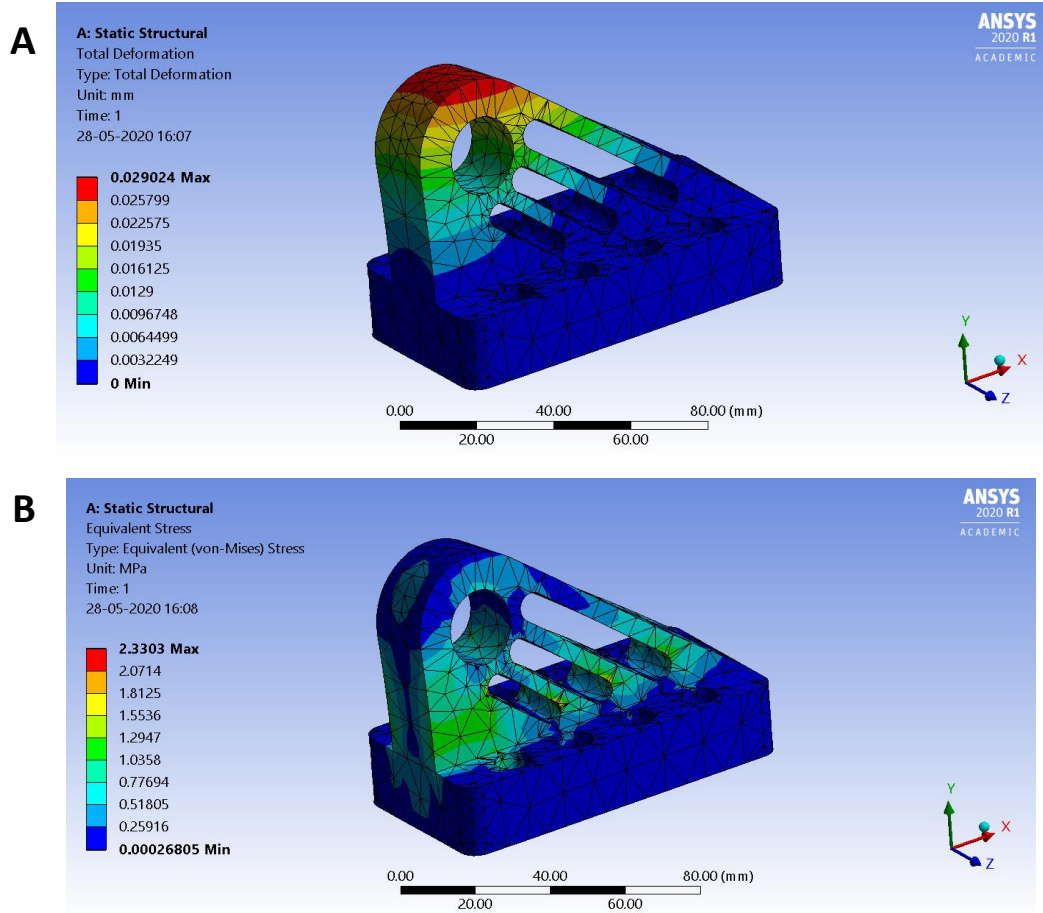 A
A: Static Structural
Total Deformation
Type: Total Deformation
Unit: mm
Time: 1
28-05-2020 16:07
ANSYS
2020 R1
ACADEMIC
0.029024 Max
0.025799
0.022575
0.01935
0.016125
0.0129
0.0096748
0.0064499
0.0032249
0 Min
Y
X
Z
0.00 40.00 80.00 (mm)
20.00 60.00
B
A: Static Structural
Equivalent Stress
Type: Equivalent (von-Mises) Stress
Unit: MPa
Time: 1
28-05-2020 16:08
ANSYS
2020 R1
ACADEMIC
2.3303 Max
2.0714
1.8125
1.5536
1.2947
1.0358
0.77694
0.51805
0.25916
0.00026805 Min
Y
X
Z
0.00 40.00 80.00 (mm)
20.00 60.00